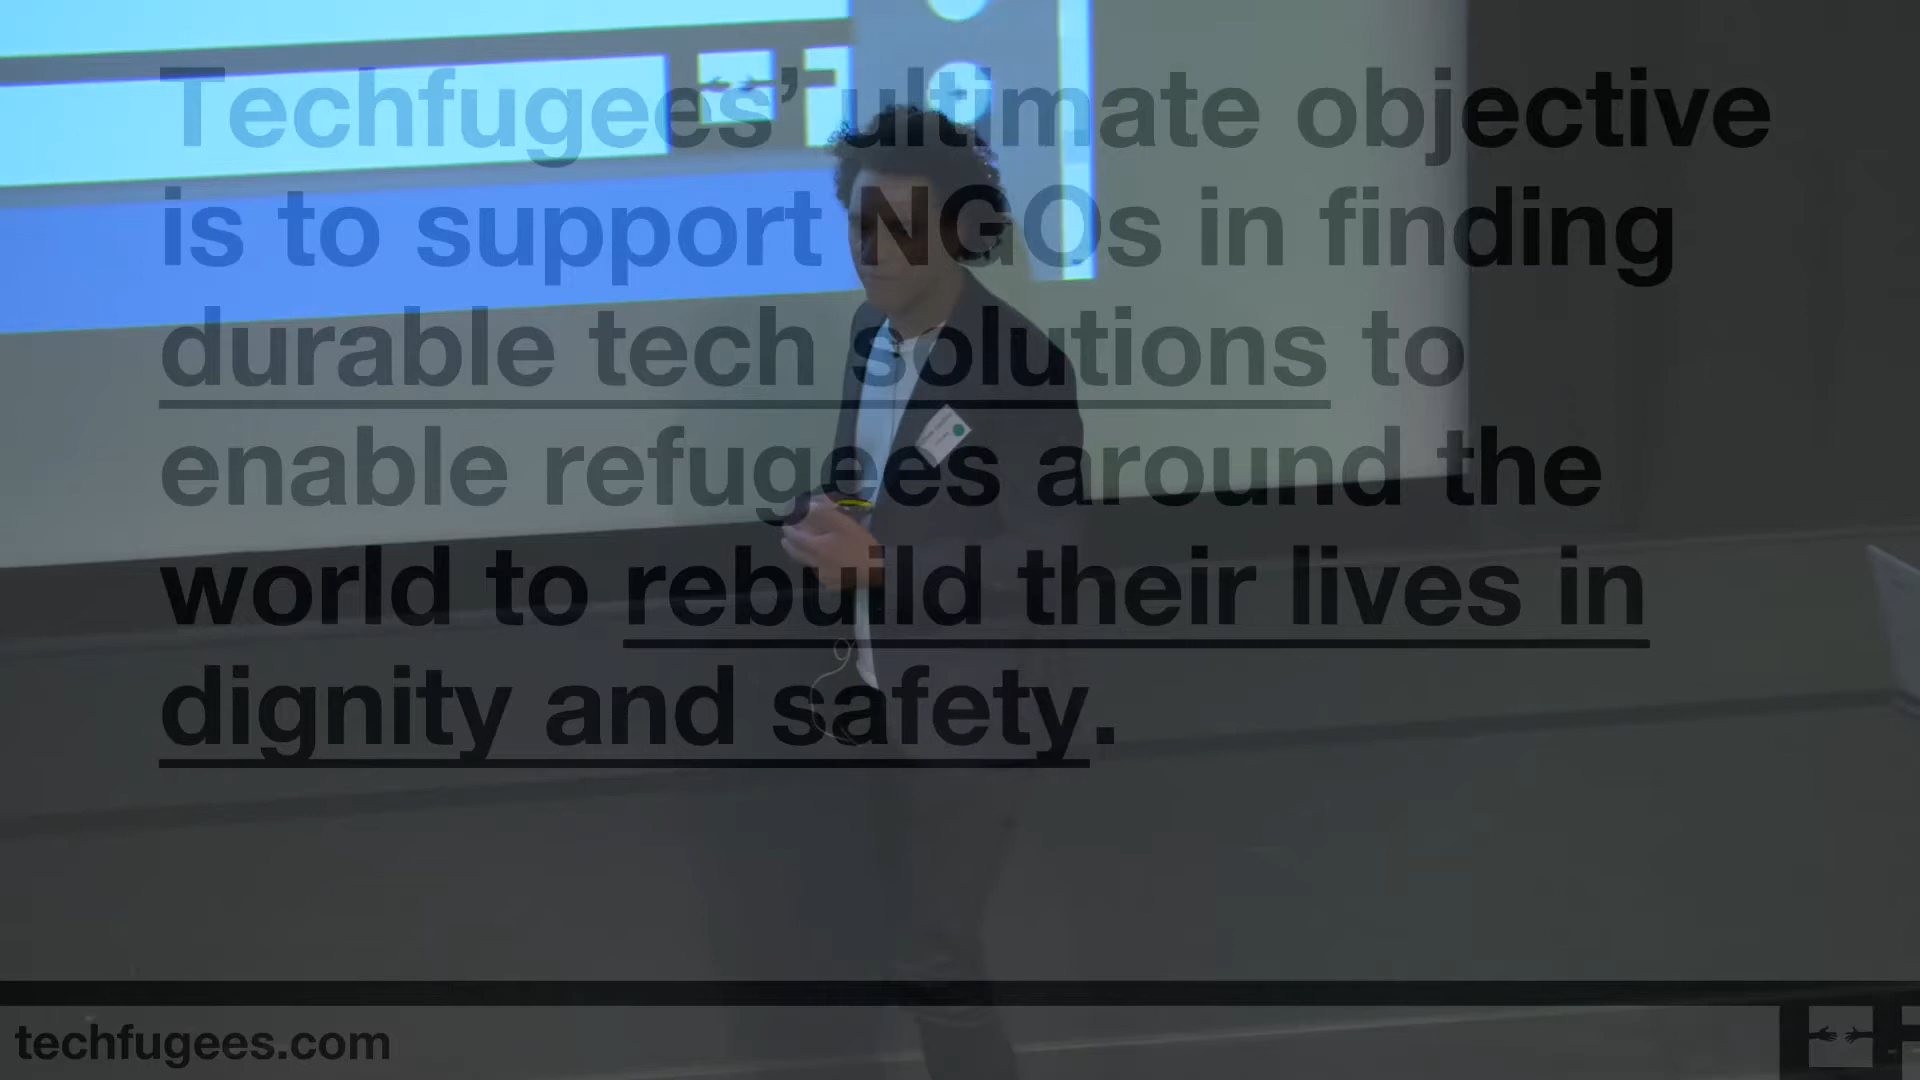 Techfugees’ ultimate objective
is to support NGOs in finding
durable tech solutions to
enable refugees around the
world to rebuild their lives in
dignity and safety.
techfugees.com